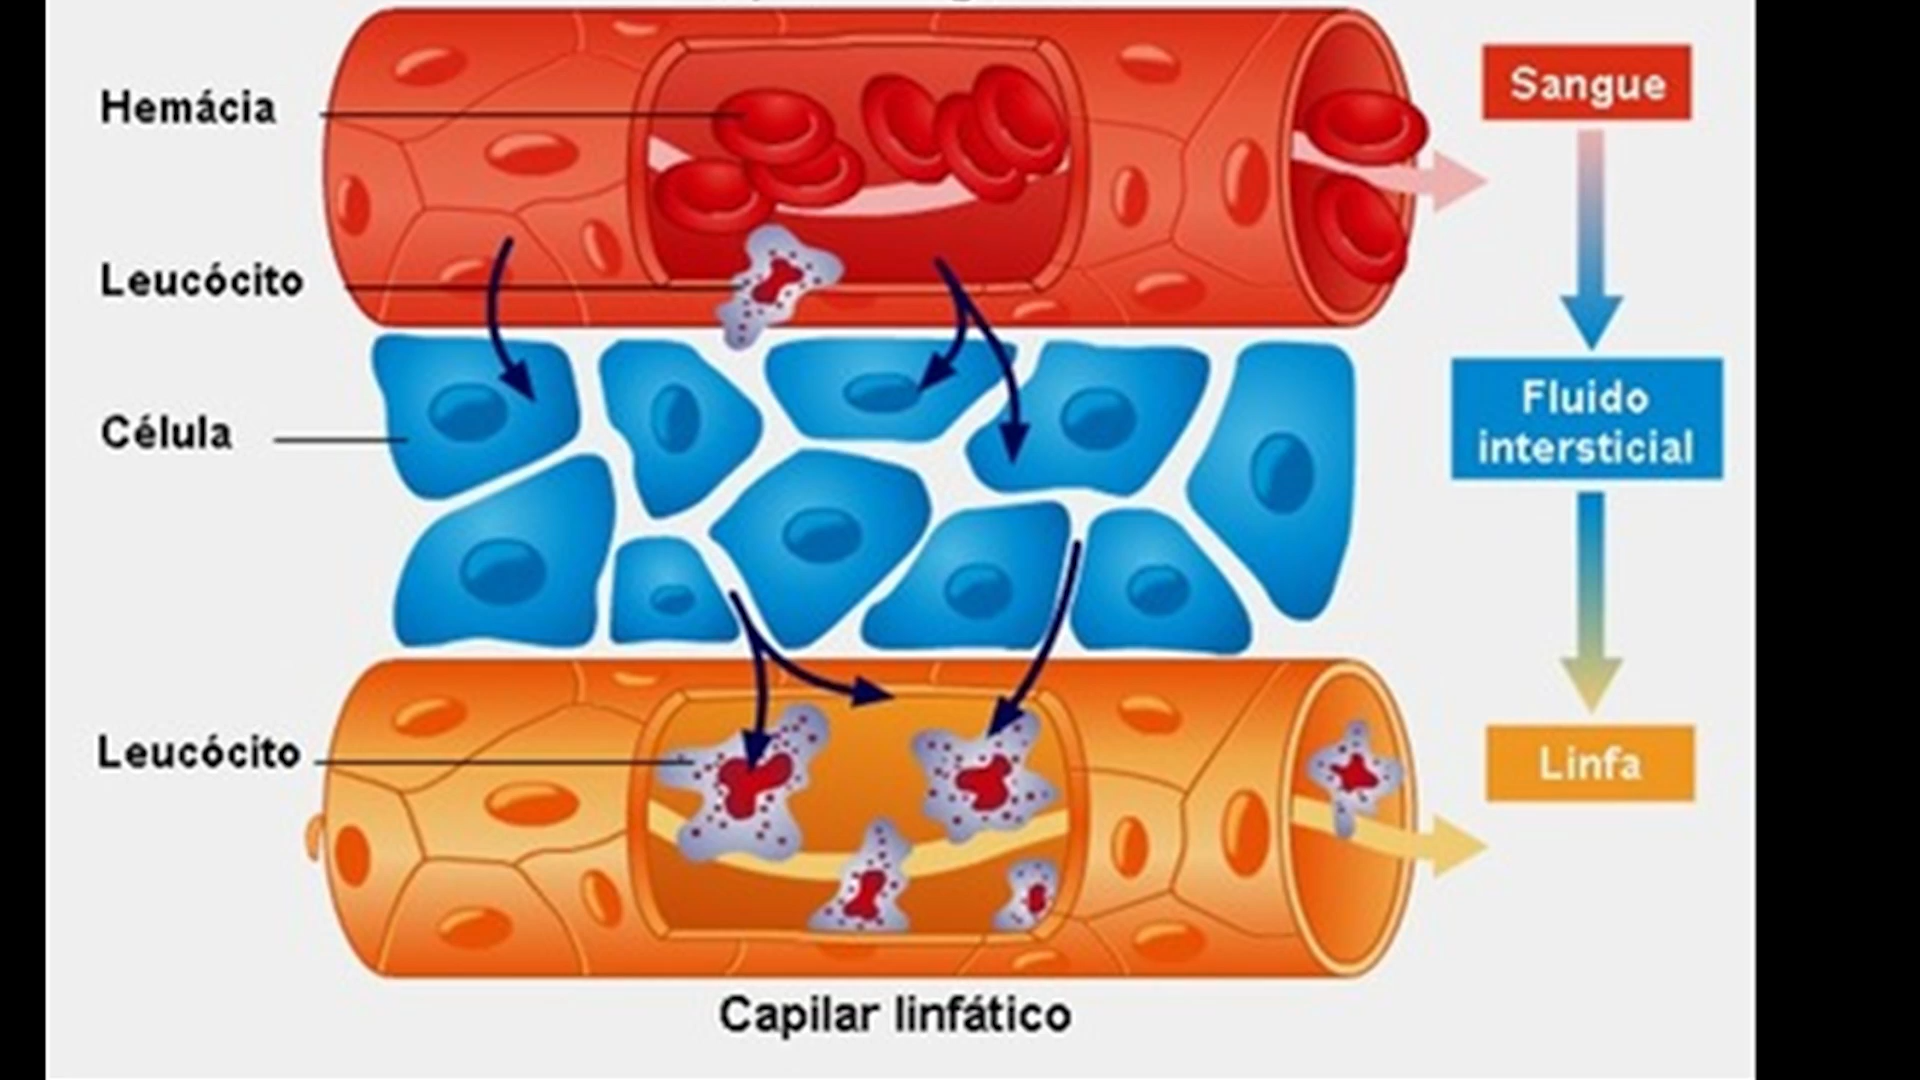 Hemácia
Sangue
Leucócito
Fluido
intersticial
Célula
Leucócito
Linfa
Capilar linfático